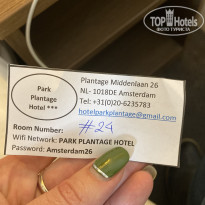 TOP HOTELS
ФОТО ТУРИСТА
Park
Plantage
Hotel ***
Plantage Middenlaan 26
NL- 1018DE Amsterdam
Tel: +31(0)20-6235783
hotelparkplantage@gmail.com
Room Number: #24
Wifi Network: PARK PLANTAGE HOTEL
Password: Amsterdam26